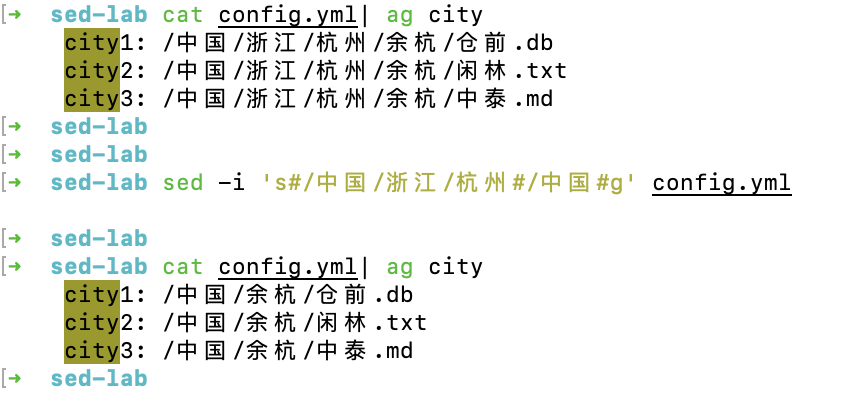 [➜  sed-lab cat config.yml| ag city
city1: /中国/浙江/杭州/余杭/仓前.db
city2: /中国/浙江/杭州/余杭/闲林.txt
city3: /中国/浙江/杭州/余杭/中泰.md
[➜  sed-lab
[➜  sed-lab
[➜  sed-lab sed -i 's#/中国/浙江/杭州#/中国#g' config.yml
[➜  sed-lab
[➜  sed-lab cat config.yml| ag city
city1: /中国/余杭/仓前.db
city2: /中国/余杭/闲林.txt
city3: /中国/余杭/中泰.md
[➜  sed-lab